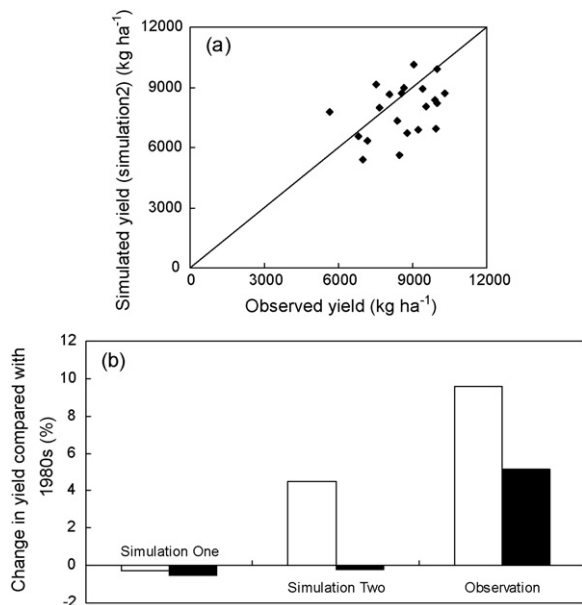 (a)
Simulated yield (simulation2) (kg ha⁻¹)
12000
9000
6000
3000
0
0 3000 6000 9000 12000
Observed yield (kg ha⁻¹)
(b)
Change in yield compared with
1980s (%)
12
10
8
6
4
2
0
-2
Simulation One
Simulation Two
Observation